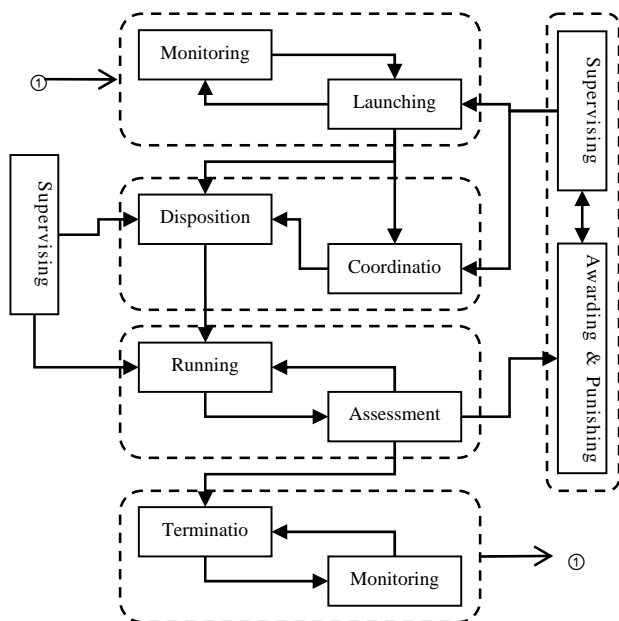 Monitoring
①
Launching
Supervising
Supervising
Disposition
Coordinatio
Awarding & Punishing
Running
Assessment
Terminatio
①
Monitoring